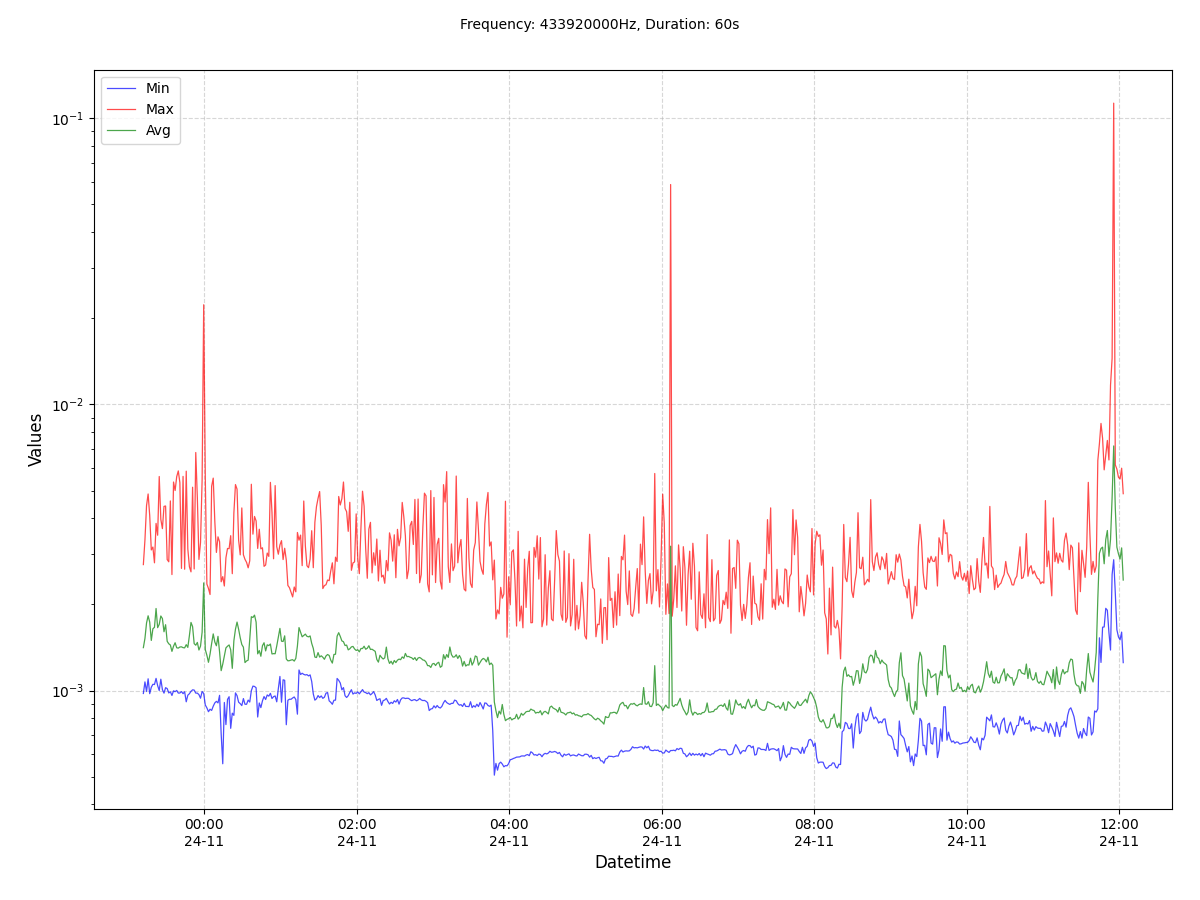 Frequency: 433920000Hz, Duration: 60s
Min
Max
Avg
10⁻¹
10⁻²
10⁻³
Values
00:00 02:00 04:00 06:00 08:00 10:00 12:00
24-11 24-11 24-11 24-11 24-11 24-11 24-11
Datetime